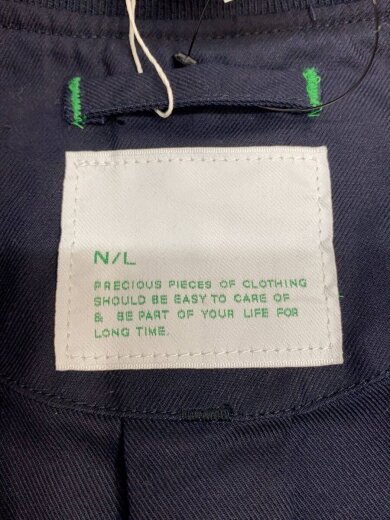 N/L
PRECIOUS PIECES OF CLOTHING
SHOULD BE EASY TO CARE OF
& BE PART OF YOUR LIFE FOR
LONG TIME.